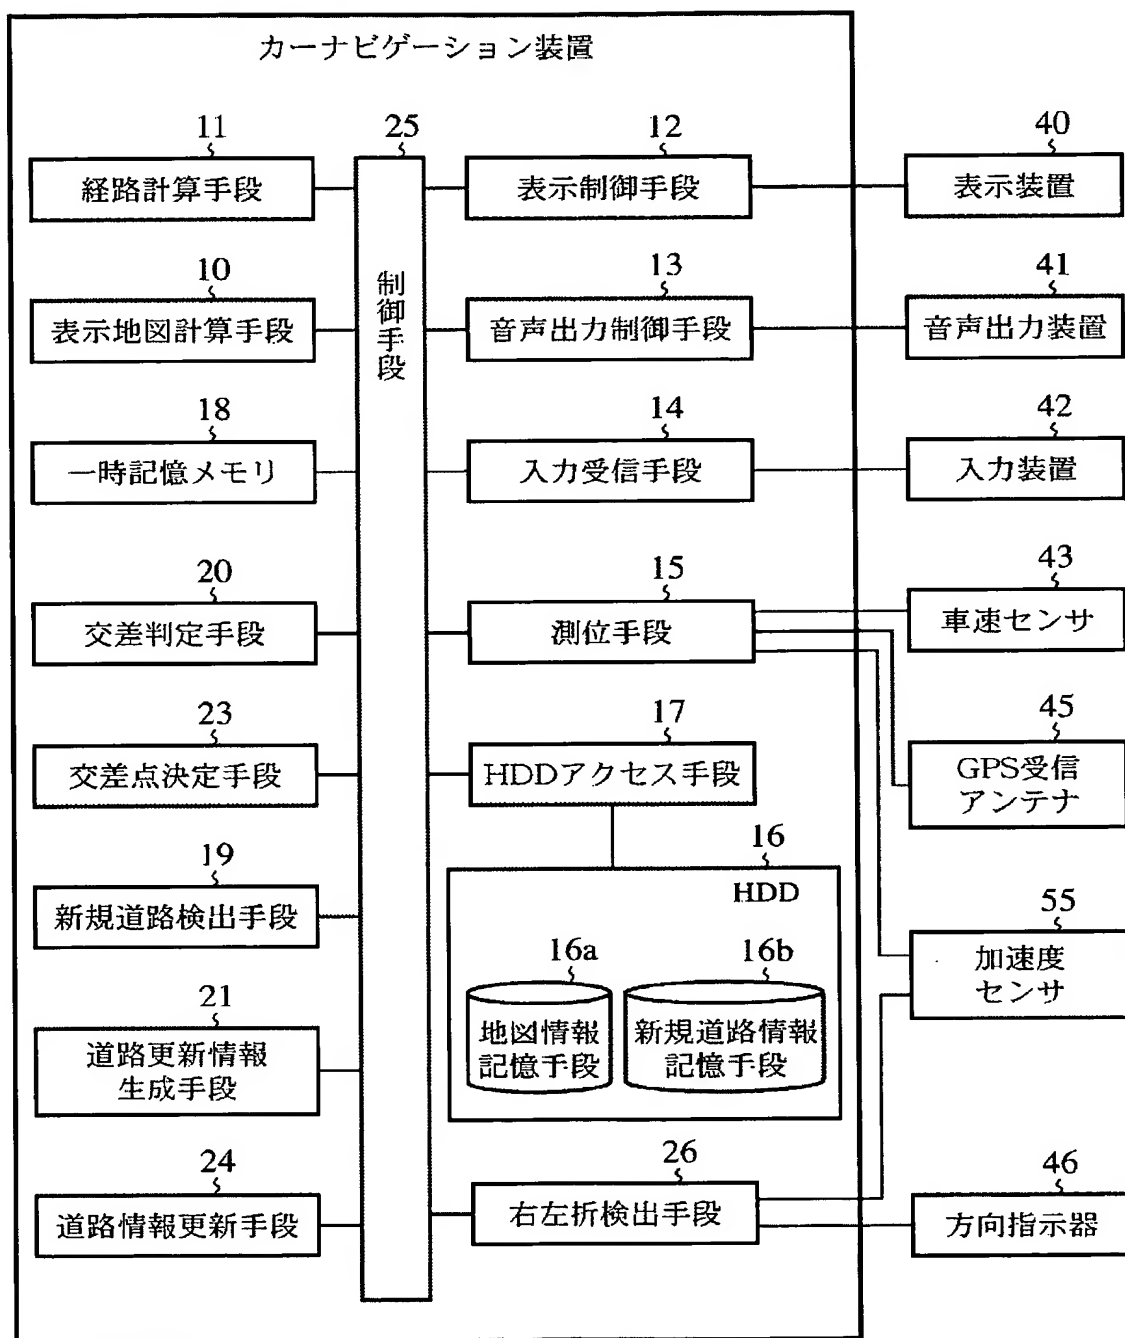 カーナビゲーション装置
11
25
12
40
経路計算手段
表示制御手段
表示装置
10
制御手段
13
41
表示地図計算手段
音声出力制御手段
音声出力装置
18
14
42
一時記憶メモリ
入力受信手段
入力装置
20
15
43
交差判定手段
測位手段
車速センサ
23
17
45
交差点決定手段
HDDアクセス手段
GPS受信
アンテナ
19
16
新規道路検出手段
HDD
55
16a
16b
加速度
センサ
21
地図情報
記憶手段
新規道路情報
記憶手段
道路更新情報
生成手段
24
26
46
道路情報更新手段
右左折検出手段
方向指示器